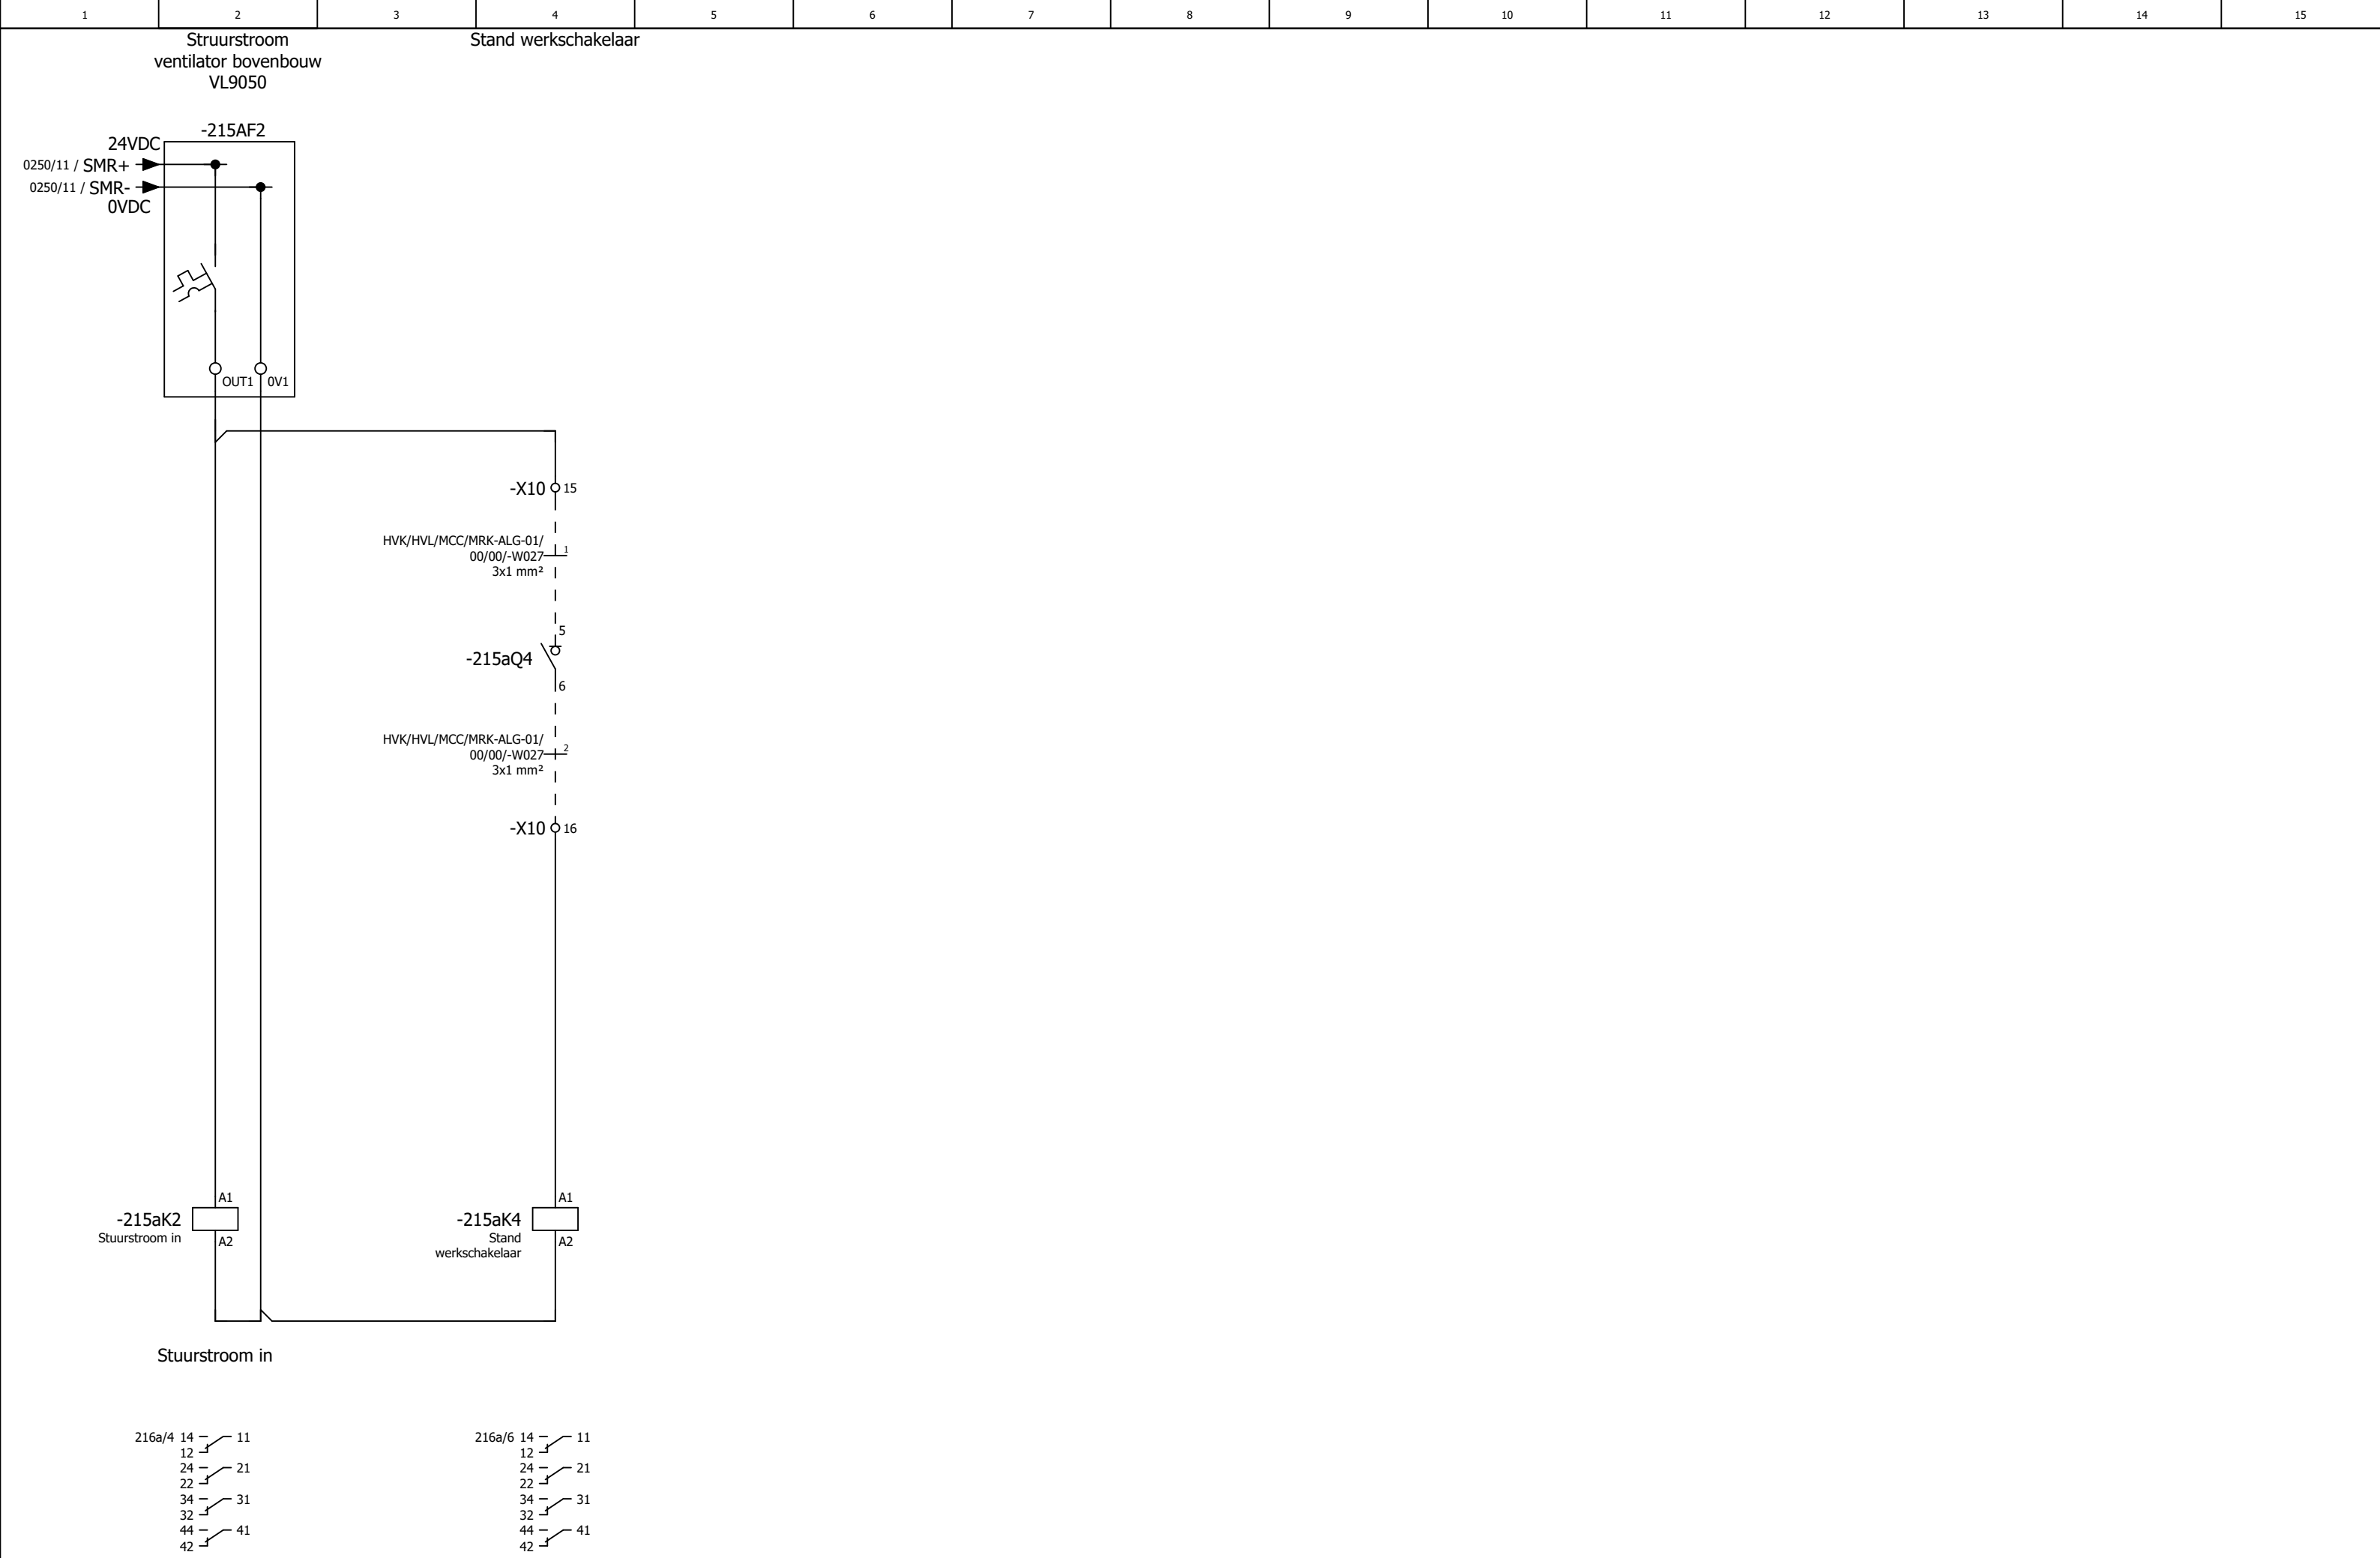 1 2 3 4 5 6 7 8 9 10 11 12 13 14 15
Struurstroom
ventilator bovenbouw
VL9050
Stand werkschakelaar
-215AF2
24VDC
0250/11 / SMR+
0250/11 / SMR-
0VDC
OUT1 0V1
-X10 15
HVK/HVL/MCC/MRK-ALG-01/
00/00/-W027 1
3x1 mm²
5
-215aQ4
6
HVK/HVL/MCC/MRK-ALG-01/
00/00/-W027 2
3x1 mm²
-X10 16
A1
-215aK2
Stuurstroom in
A2
A1
-215aK4
Stand
werkschakelaar
A2
Stuurstroom in
216a/4 14 11
12
24 21
22
34 31
32
44 41
42
216a/6 14 11
12
24 21
22
34 31
32
44 41
42